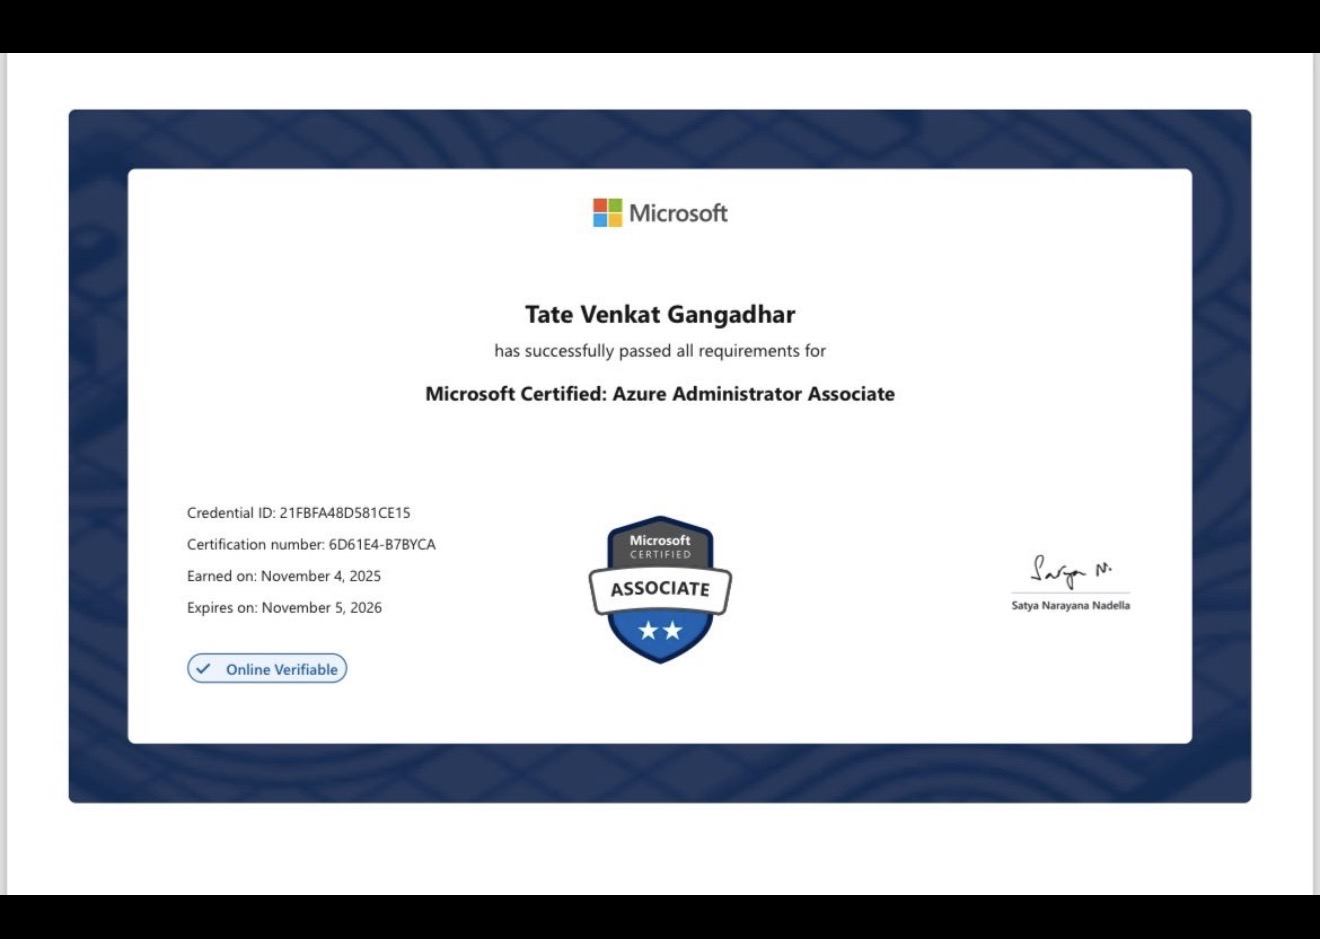 Microsoft
Tate Venkat Gangadhar
has successfully passed all requirements for
Microsoft Certified: Azure Administrator Associate
Credential ID: 21FBFA48D581CE15
Certification number: 6D61E4-B7BYCA
Earned on: November 4, 2025
Expires on: November 5, 2026
Online Verifiable
Microsoft
CERTIFIED
ASSOCIATE
Satya N.
Satya Narayana Nadella